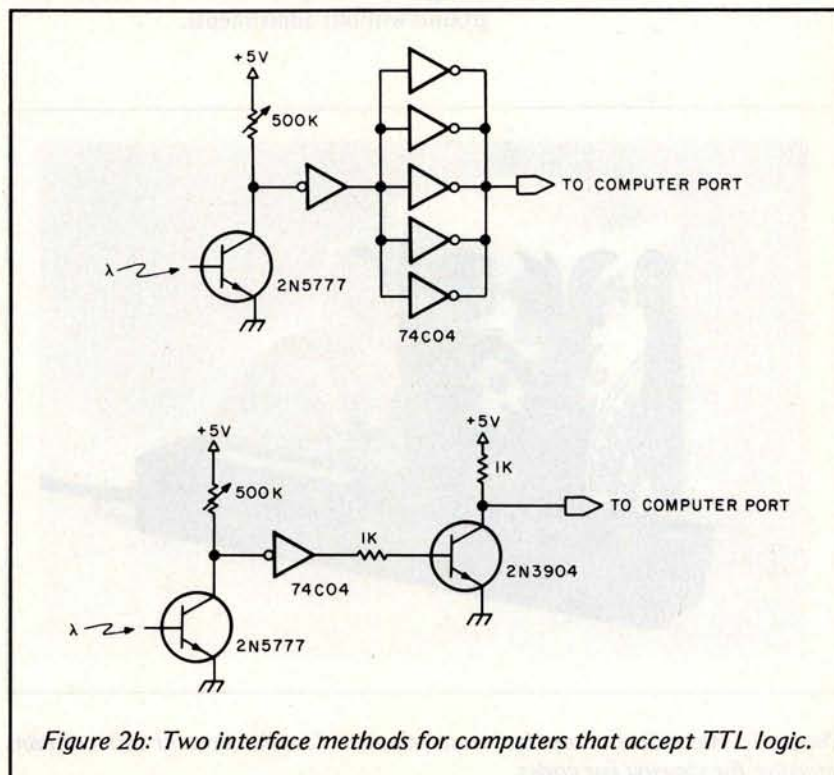 +5V
500K
TO COMPUTER PORT
λ
2N5777
74C04
+5V
+5V
1K
500K
TO COMPUTER PORT
1K
2N3904
74C04
λ
2N5777
Figure 2b: Two interface methods for computers that accept TTL logic.